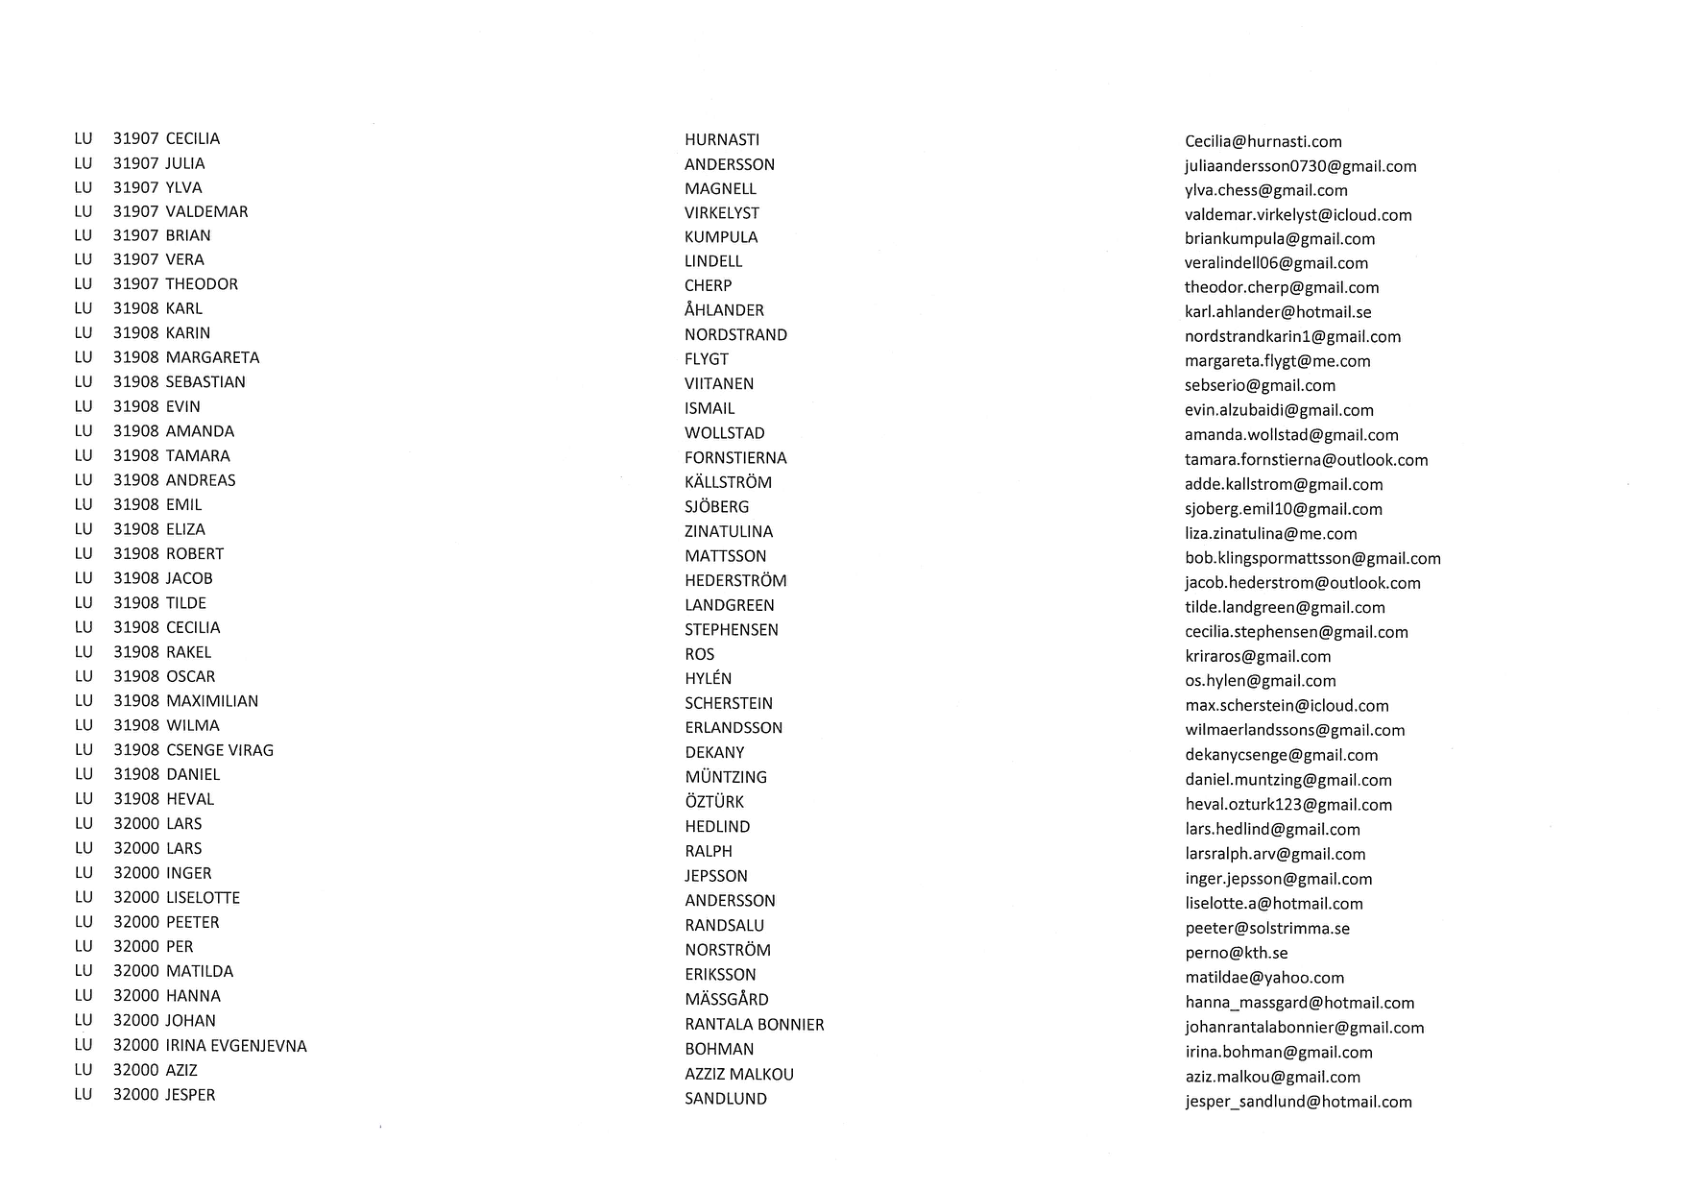 LU 31907 CECILIA HURNASTI Cecilia@hurnasti.com
LU 31907 JULIA ANDERSSON juliaandersson0730@gmail.com
LU 31907 YLVA MAGNELL ylva.chess@gmail.com
LU 31907 VALDEMAR VIRKELYST valdemar.virkelyst@icloud.com
LU 31907 BRIAN KUMPULA briankumpula@gmail.com
LU 31907 VERA LINDELL veralindell06@gmail.com
LU 31907 THEODOR CHERP theodor.cherp@gmail.com
LU 31908 KARL ÅHLANDER karl.ahlander@hotmail.se
LU 31908 KARIN NORDSTRAND nordstrandkarin1@gmail.com
LU 31908 MARGARETA FLYGT margareta.flygt@me.com
LU 31908 SEBASTIAN VIITANEN sebserio@gmail.com
LU 31908 EVIN ISMAIL evin.alzubaidi@gmail.com
LU 31908 AMANDA WOLLSTAD amanda.wollstad@gmail.com
LU 31908 TAMARA FORNSTIERNA tamara.fornstierna@outlook.com
LU 31908 ANDREAS KÄLLSTRÖM adde.kallstrom@gmail.com
LU 31908 EMIL SJÖBERG sjoberg.emil10@gmail.com
LU 31908 ELIZA ZINATULINA liza.zinatulina@me.com
LU 31908 ROBERT MATTSSON bob.klingspormattsson@gmail.com
LU 31908 JACOB HEDERSTRÖM jacob.hederstrom@outlook.com
LU 31908 TILDE LANDGREEN tilde.landgreen@gmail.com
LU 31908 CECILIA STEPHENSEN cecilia.stephensen@gmail.com
LU 31908 RAKEL ROS kriraros@gmail.com
LU 31908 OSCAR HYLÉN os.hylen@gmail.com
LU 31908 MAXIMILIAN SCHERSTEIN max.scherstein@icloud.com
LU 31908 WILMA ERLANDSSON wilmaerlandssons@gmail.com
LU 31908 CSENGE VIRAG DEKANY dekanycsenge@gmail.com
LU 31908 DANIEL MÜNTZING daniel.muntzing@gmail.com
LU 31908 HEVAL ÖZTÜRK heval.ozturk123@gmail.com
LU 32000 LARS HEDLIND lars.hedlind@gmail.com
LU 32000 LARS RALPH larsralph.arv@gmail.com
LU 32000 INGER JEPSSON inger.jepsson@gmail.com
LU 32000 LISELOTTE ANDERSSON liselotte.a@hotmail.com
LU 32000 PEETER RANDSALU peeter@solstrimma.se
LU 32000 PER NORSTRÖM perno@kth.se
LU 32000 MATILDA ERIKSSON matildae@yahoo.com
LU 32000 HANNA MÄSSGÅRD hanna_massgard@hotmail.com
LU 32000 JOHAN RANTALA BONNIER johanrantalabonnier@gmail.com
LU 32000 IRINA EVGENJEVNA BOHMAN irina.bohman@gmail.com
LU 32000 AZIZ AZZIZ MALKOU aziz.malkou@gmail.com
LU 32000 JESPER SANDLUND jesper_sandlund@hotmail.com